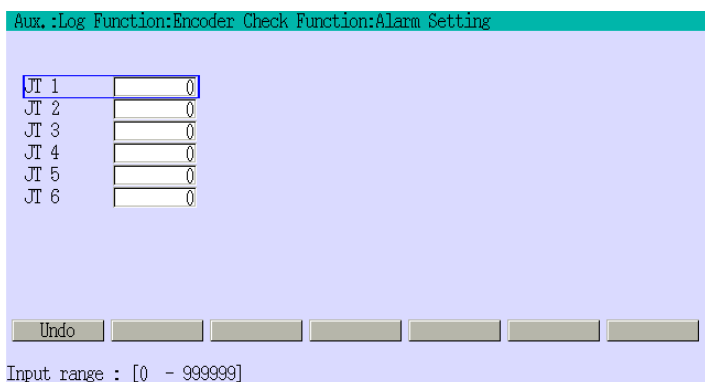 Aux.:Log Function:Encoder Check Function:Alarm Setting
JT 1 0
JT 2 0
JT 3 0
JT 4 0
JT 5 0
JT 6 0
Undo
Input range : [0 - 999999]